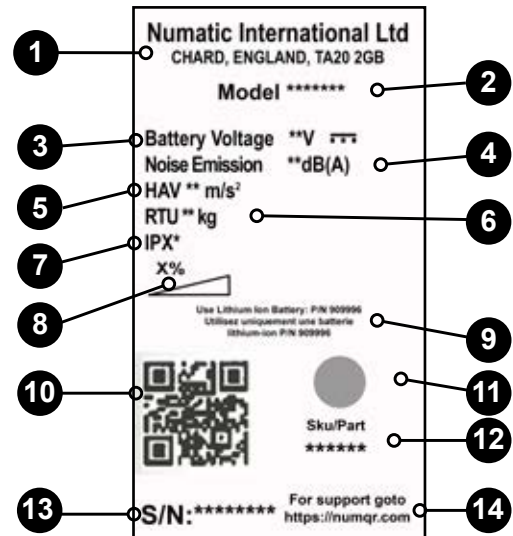 Numatic International Ltd
CHARD, ENGLAND, TA20 2GB
1
Model *******
2
3
Battery Voltage **V
Noise Emission **dB(A)
4
5
HAV ** m/s²
RTU ** kg
6
7
IPX*
X%
8
Use Lithium Ion Battery: P/N 909996
Utilisez uniquement une batterie
lithium-ion P/N 909996
9
10
11
Sku/Part
******
12
13
S/N:********
For support goto
https://numqr.com
14